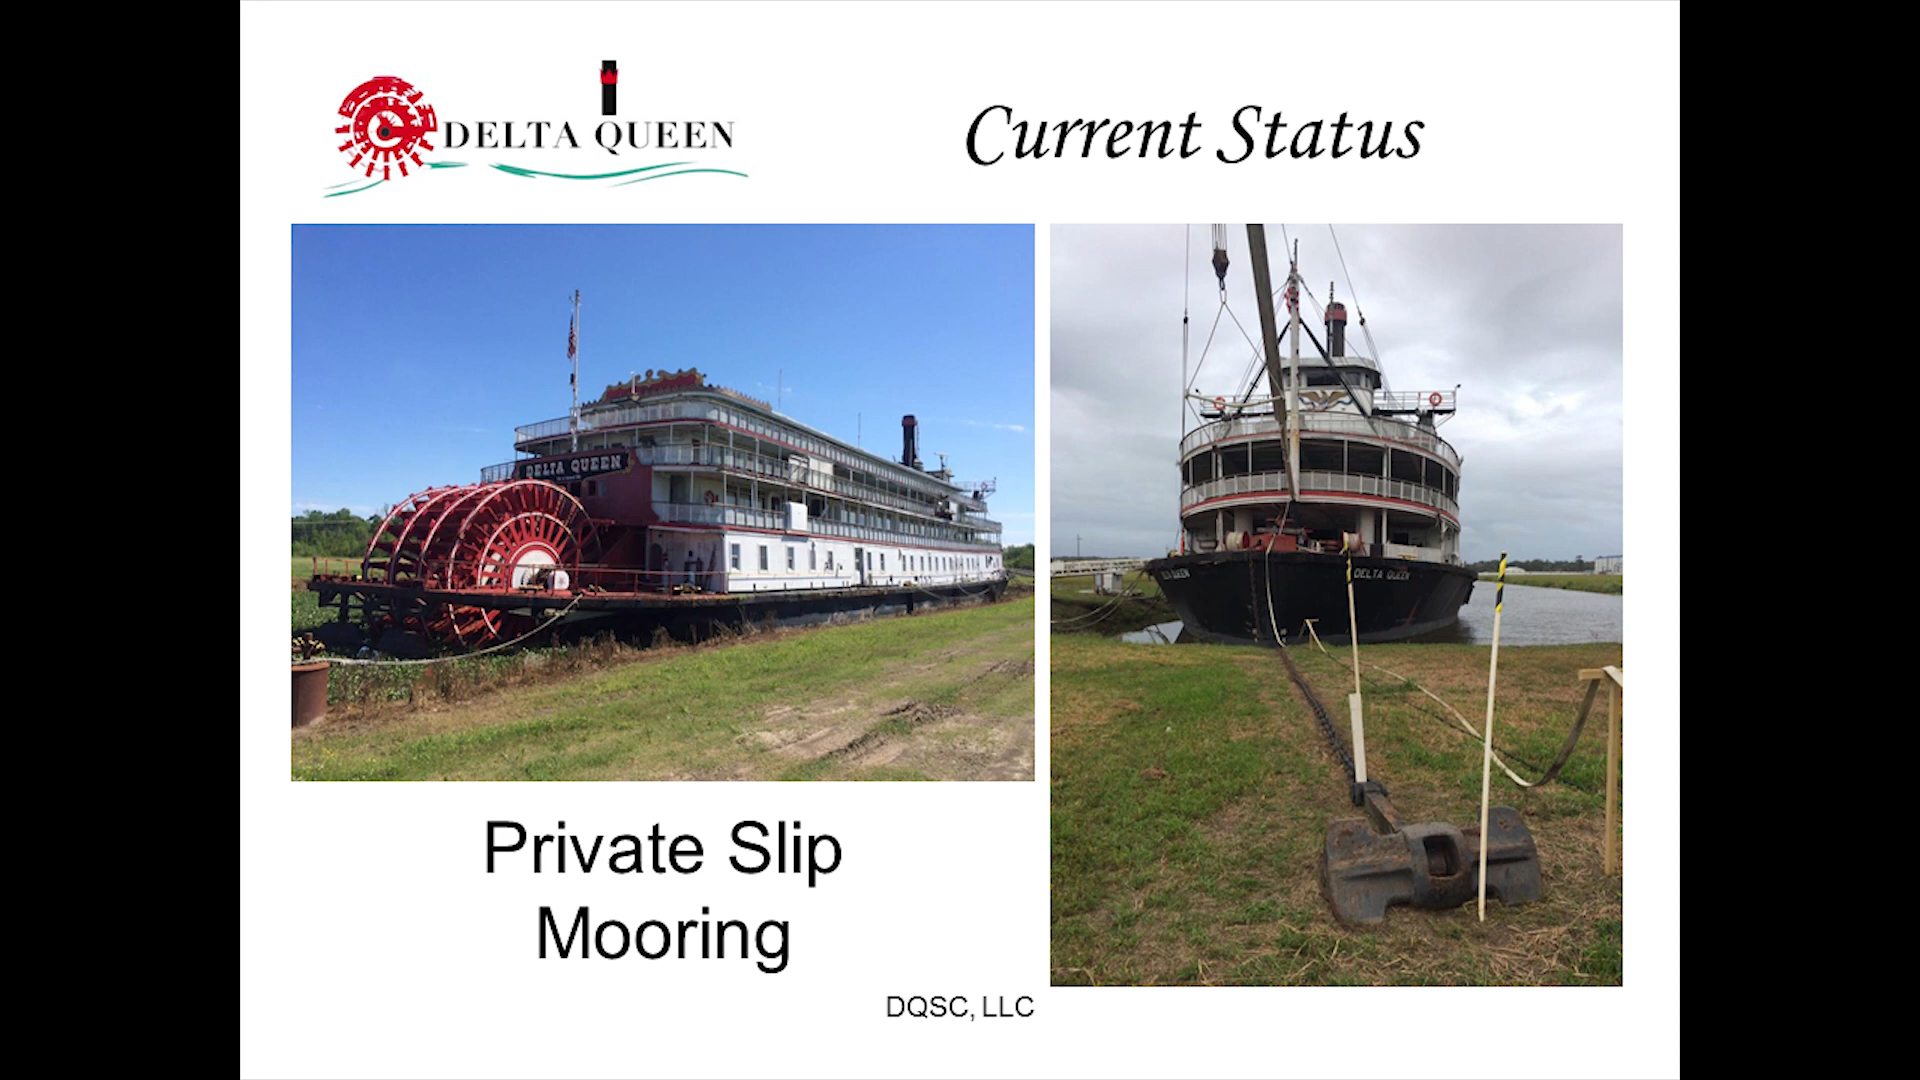 DELTA QUEEN
Current Status
DELTA QUEEN
DELTA QUEEN
Private Slip
Mooring
DQSC, LLC